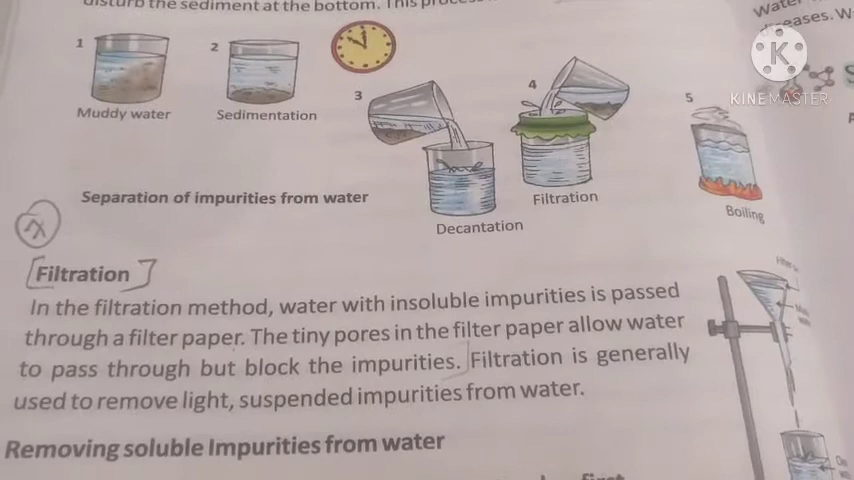 disturb the sediment at the bottom. This
Water
diseases. W
KINEMASTER
1
2
3
4
5
Muddy water
Sedimentation
Decantation
Filtration
Boiling
Separation of impurities from water
Filtration
In the filtration method, water with insoluble impurities is passed
through a filter paper. The tiny pores in the filter paper allow water
to pass through but block the impurities. Filtration is generally
used to remove light, suspended impurities from water.
Removing soluble Impurities from water